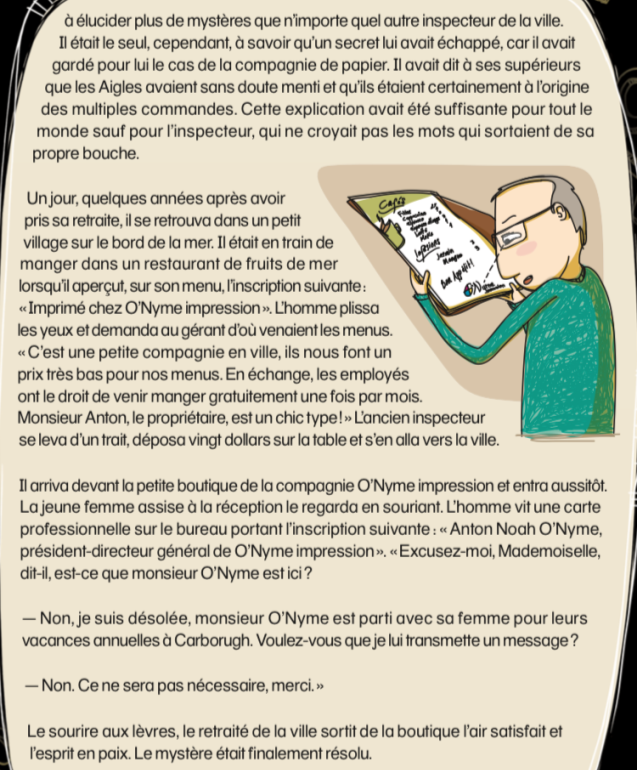 à élucider plus de mystères que n'importe quel autre inspecteur de la ville.
Il était le seul, cependant, à savoir qu'un secret lui avait échappé, car il avait
gardé pour lui le cas de la compagnie de papier. Il avait dit à ses supérieurs
que les Aigles avaient sans doute menti et qu'ils étaient certainement à l'origine
des multiples commandes. Cette explication avait été suffisante pour tout le
monde sauf pour l'inspecteur, qui ne croyait pas les mots qui sortaient de sa
propre bouche.
Un jour, quelques années après avoir
pris sa retraite, il se retrouva dans un petit
village sur le bord de la mer. Il était en train de
manger dans un restaurant de fruits de mer
lorsqu'il aperçut, sur son menu, l'inscription suivante :
« Imprimé chez O'Nyme impression ». L'homme plissa
les yeux et demanda au gérant d'où venaient les menus.
« C'est une petite compagnie en ville, ils nous font un
prix très bas pour nos menus. En échange, les employés
ont le droit de venir manger gratuitement une fois par mois.
Monsieur Anton, le propriétaire, est un chic type ! » L'ancien inspecteur
se leva d'un trait, déposa vingt dollars sur la table et s'en alla vers la ville.
Il arriva devant la petite boutique de la compagnie O'Nyme impression et entra aussitôt.
La jeune femme assise à la réception le regarda en souriant. L'homme vit une carte
professionnelle sur le bureau portant l'inscription suivante : « Anton Noah O'Nyme,
président-directeur général de O'Nyme impression ». « Excusez-moi, Mademoiselle,
dit-il, est-ce que monsieur O'Nyme est ici ?
— Non, je suis désolée, monsieur O'Nyme est parti avec sa femme pour leurs
vacances annuelles à Carborugh. Voulez-vous que je lui transmette un message ?
— Non. Ce ne sera pas nécessaire, merci. »
Le sourire aux lèvres, le retraité de la ville sortit de la boutique l'air satisfait et
l'esprit en paix. Le mystère était finalement résolu.
Café
Infusions
Jasmin
Bon Appétit!